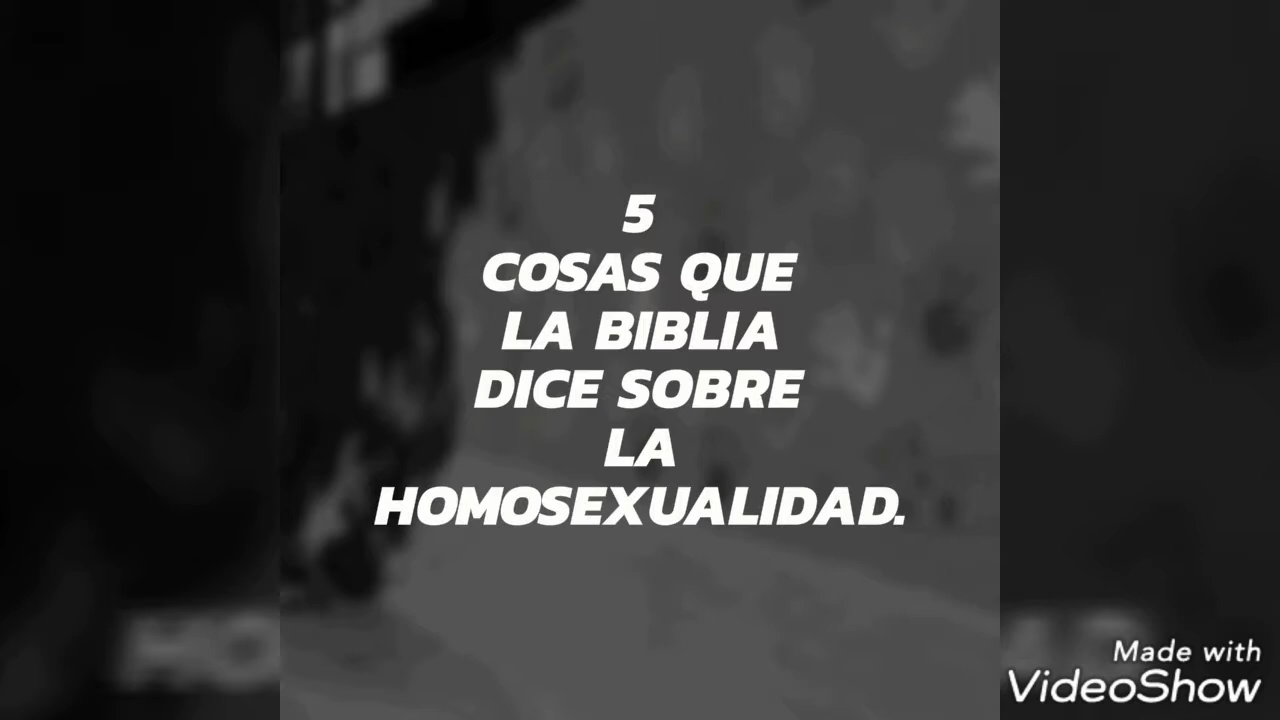 5
COSAS QUE
LA BIBLIA
DICE SOBRE
LA
HOMOSEXUALIDAD.
Made with
VideoShow